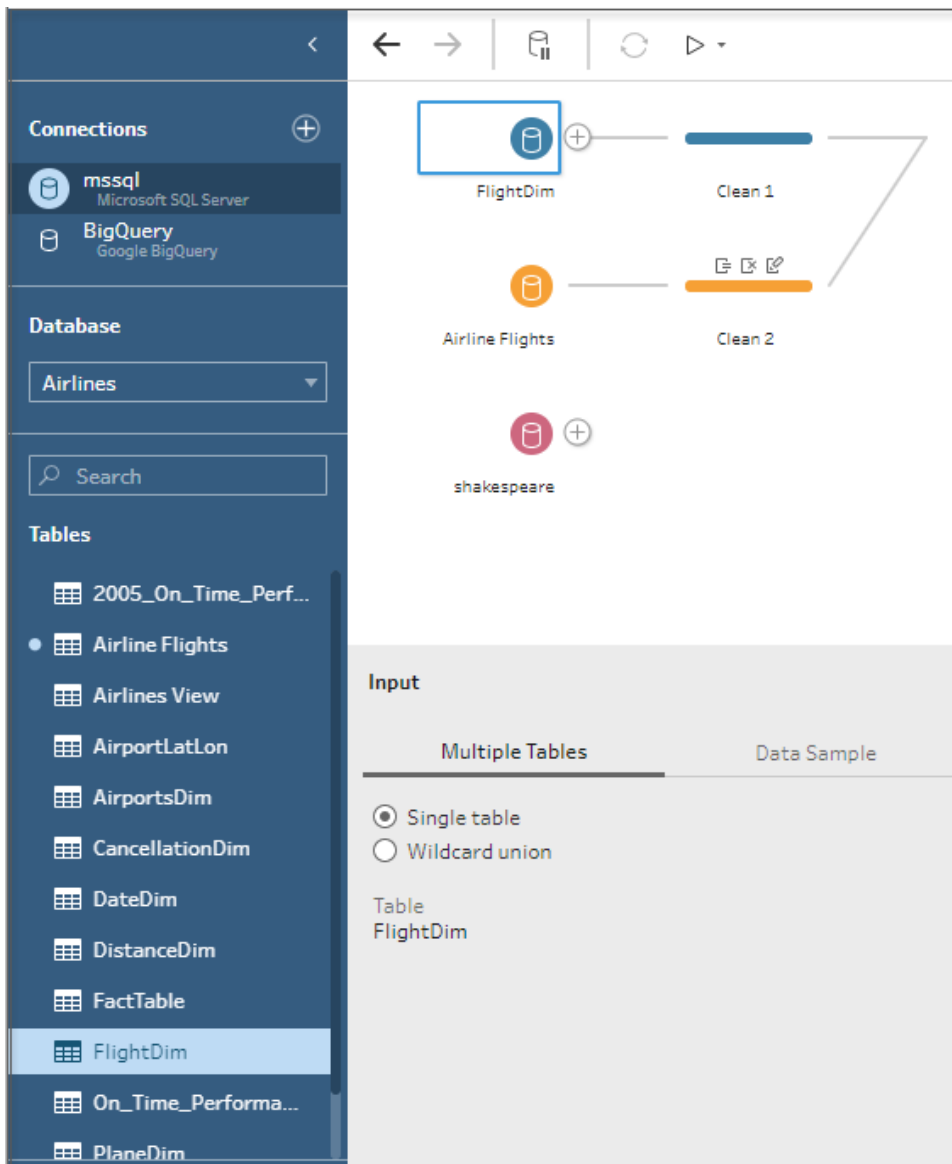 Connections
mssql
Microsoft SQL Server
BigQuery
Google BigQuery
Database
Airlines
Search
Tables
2005_On_Time_Perf...
Airline Flights
Airlines View
AirportLatLon
AirportsDim
CancellationDim
DateDim
DistanceDim
FactTable
FlightDim
On_Time_Performa...
PlaneDim
FlightDim
Clean 1
Airline Flights
Clean 2
shakespeare
Input
Multiple Tables
Data Sample
Single table
Wildcard union
Table
FlightDim